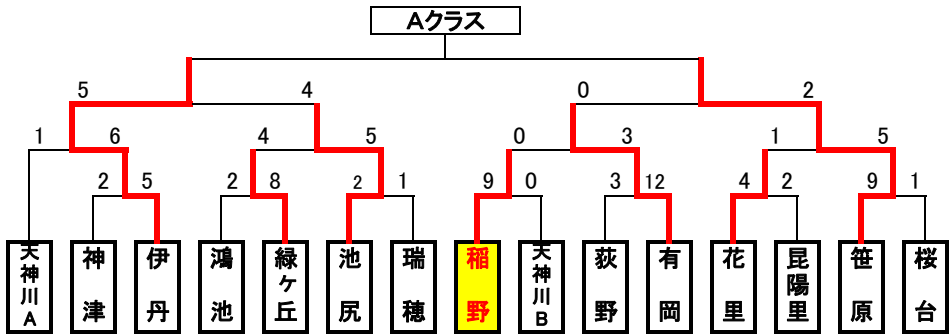 Aクラス
5 4 0 2
1 6 4 5 0 3 1 5
2 5 2 8 2 1 9 0 3 12 4 2 9 1
天神川A
神津
伊丹
鴻池
緑ヶ丘
池尻
瑞穂
稲野
天神川B
荻野
有岡
花里
昆陽里
笹原
桜台